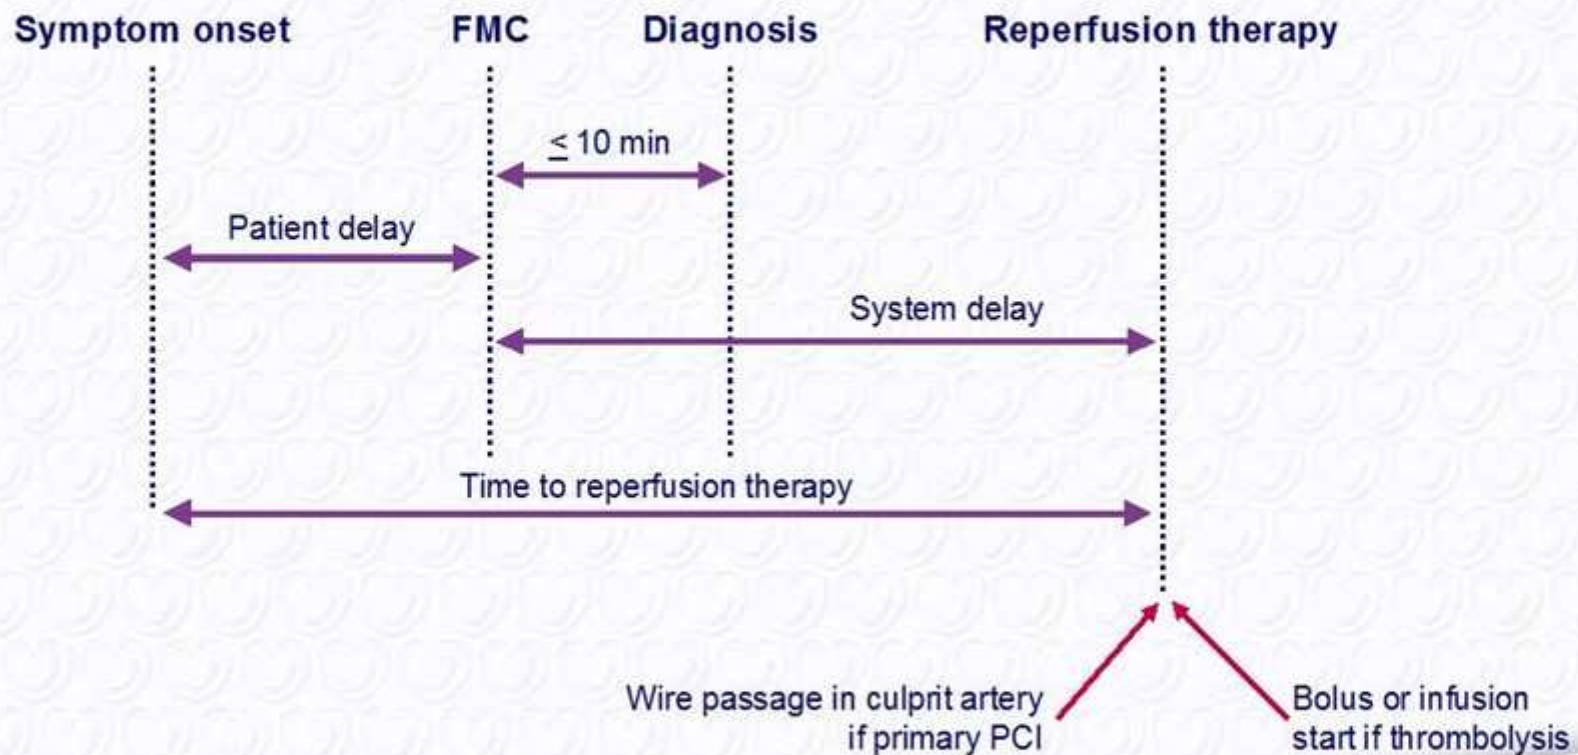 Symptom onset FMC Diagnosis Reperfusion therapy
≤ 10 min
Patient delay
System delay
Time to reperfusion therapy
Wire passage in culprit artery
if primary PCI
Bolus or infusion
start if thrombolysis